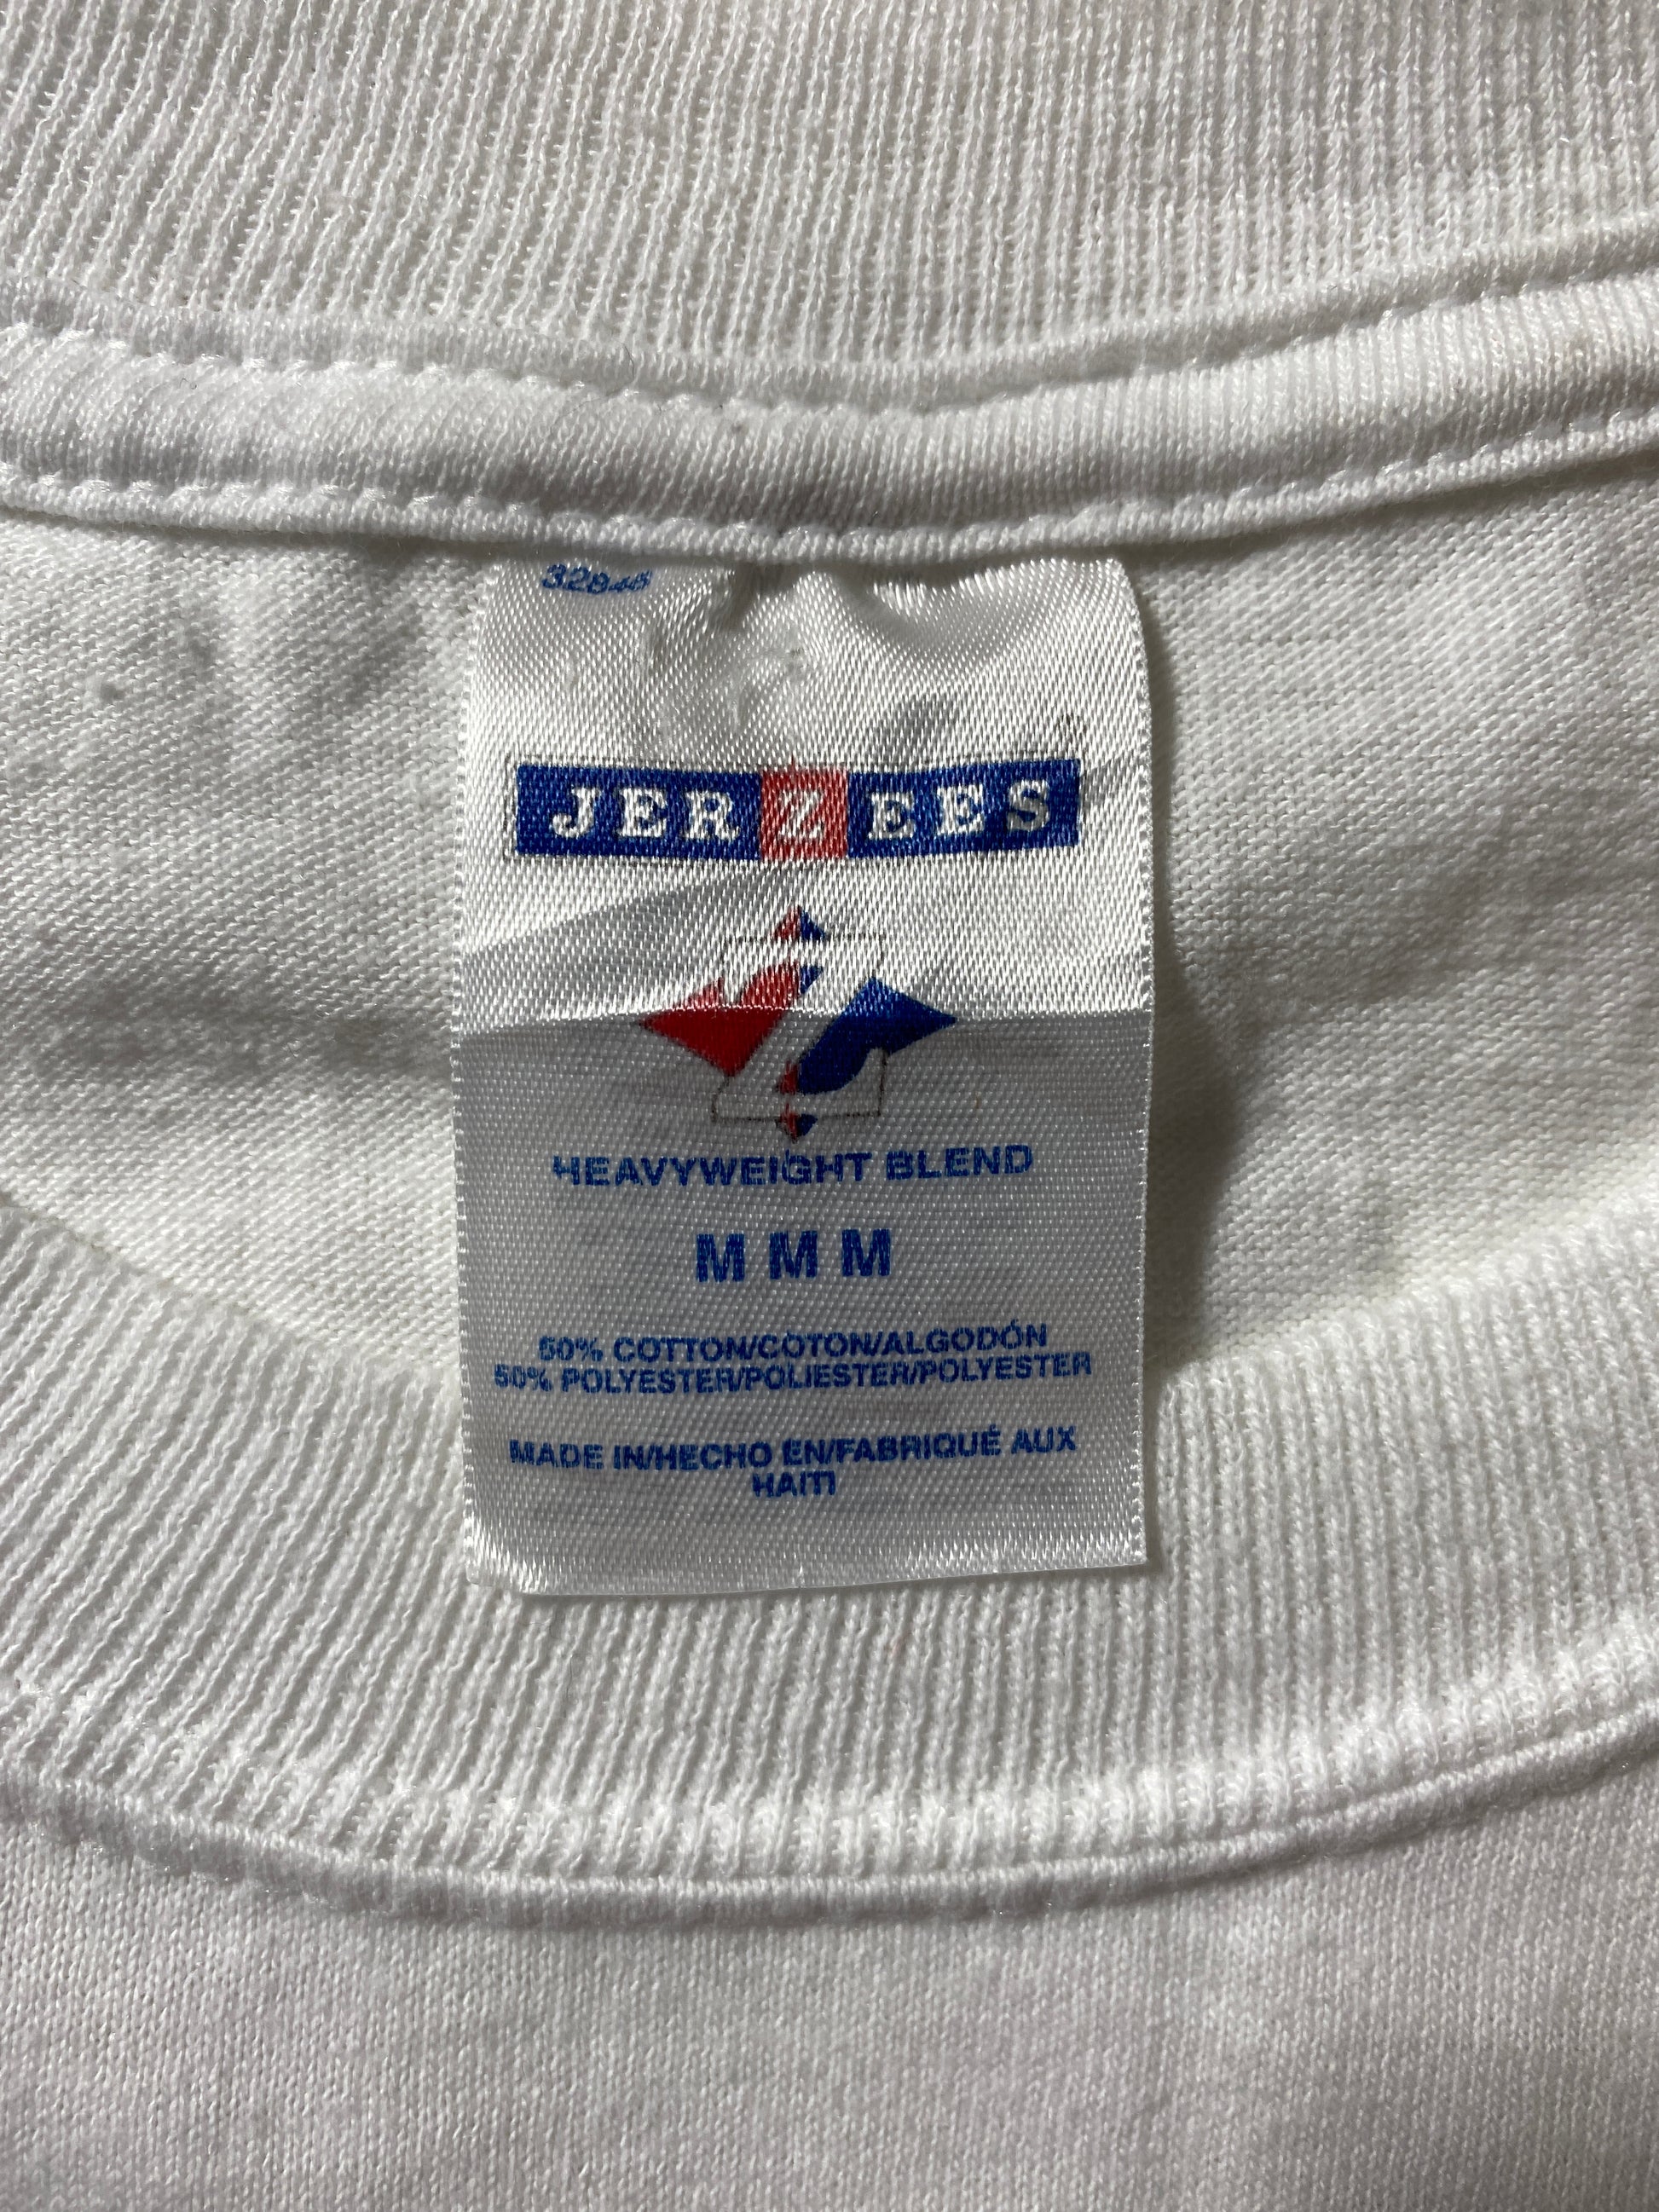 JERZEES
Z
HEAVYWEIGHT BLEND
M M M
50% COTTON/COTON/ALGODÓN
50% POLYESTER/POLIESTER/POLYESTER
MADE IN/HECHO EN/FABRIQUÉ AUX
HAITI